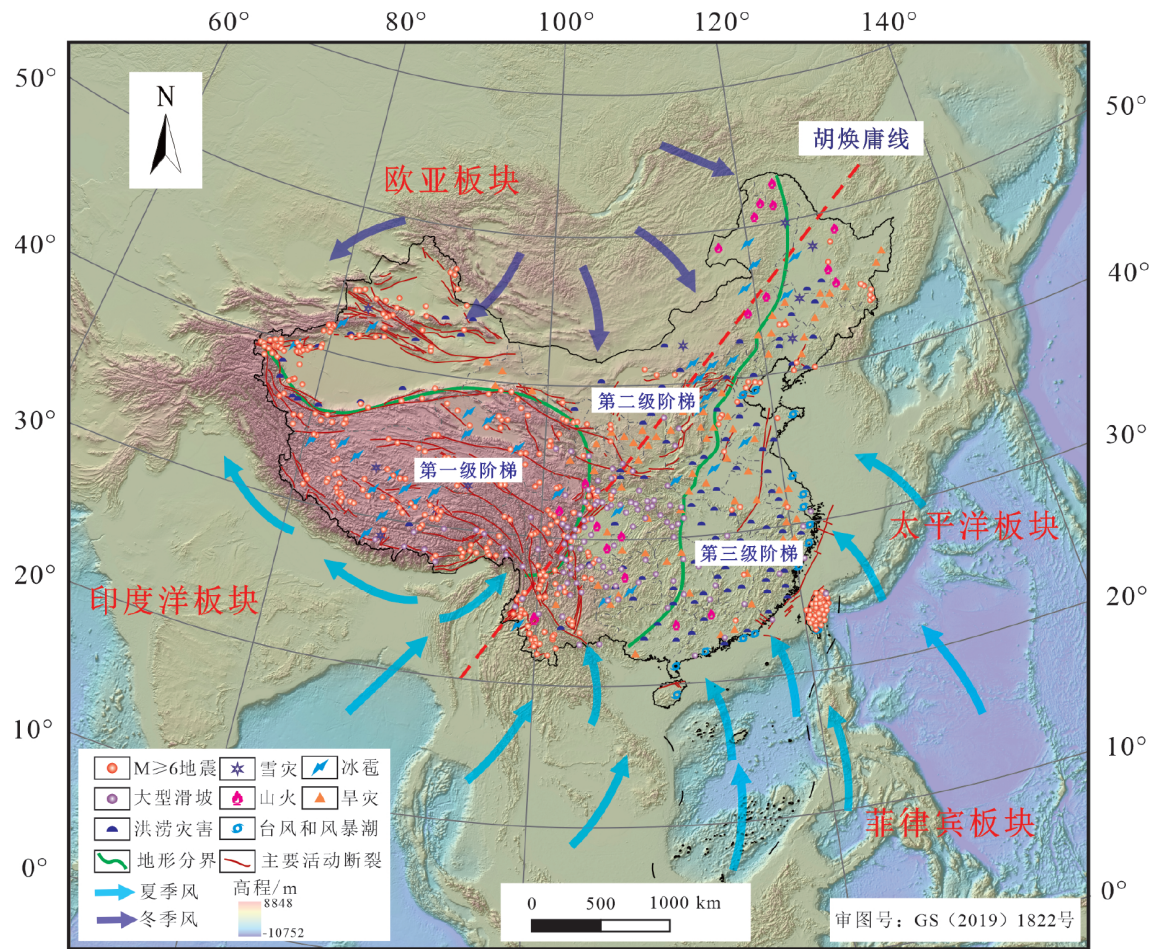 60° 80° 100° 120° 140°
50°
40°
30°
20°
10°
0°
50°
40°
30°
20°
10°
0°
N
胡焕庸线
欧亚板块
第二级阶梯
第一级阶梯
太平洋板块
第三级阶梯
印度洋板块
菲律宾板块
M≥6地震 雪灾 冰雹
大型滑坡 山火 旱灾
洪涝灾害 台风和风暴潮
地形分界 主要活动断裂
夏季风 高程/m
8848
冬季风
-10752
0 500 1000 km
审图号：GS（2019）1822号